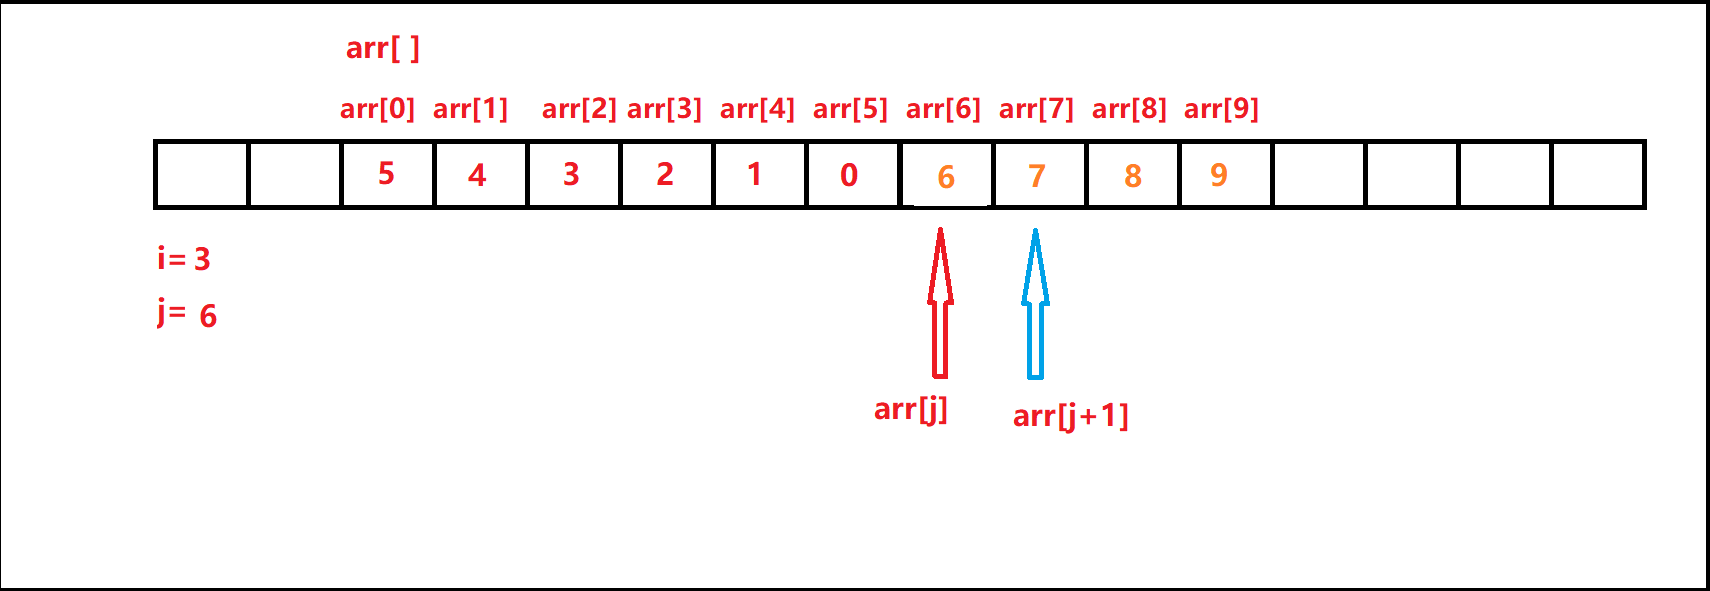 arr[ ]
arr[0] arr[1] arr[2] arr[3] arr[4] arr[5] arr[6] arr[7] arr[8] arr[9]
5 4 3 2 1 0 6 7 8 9
i= 3
j= 6
arr[j] arr[j+1]